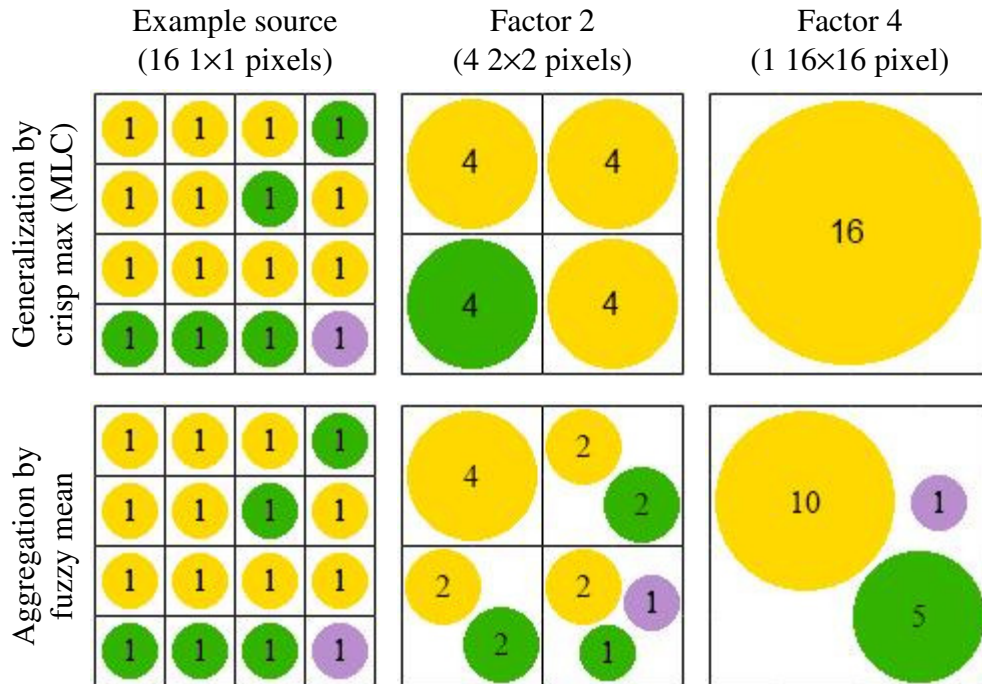 Example source
(16 1×1 pixels)
Factor 2
(4 2×2 pixels)
Factor 4
(1 16×16 pixel)
Generalization by
crisp max (MLC)
1 1 1 1
1 1 1 1
1 1 1 1
1 1 1 1
4 4
4 4
16
Aggregation by
fuzzy mean
1 1 1 1
1 1 1 1
1 1 1 1
1 1 1 1
4 2
2
2 2 1
2 1
10 1
5